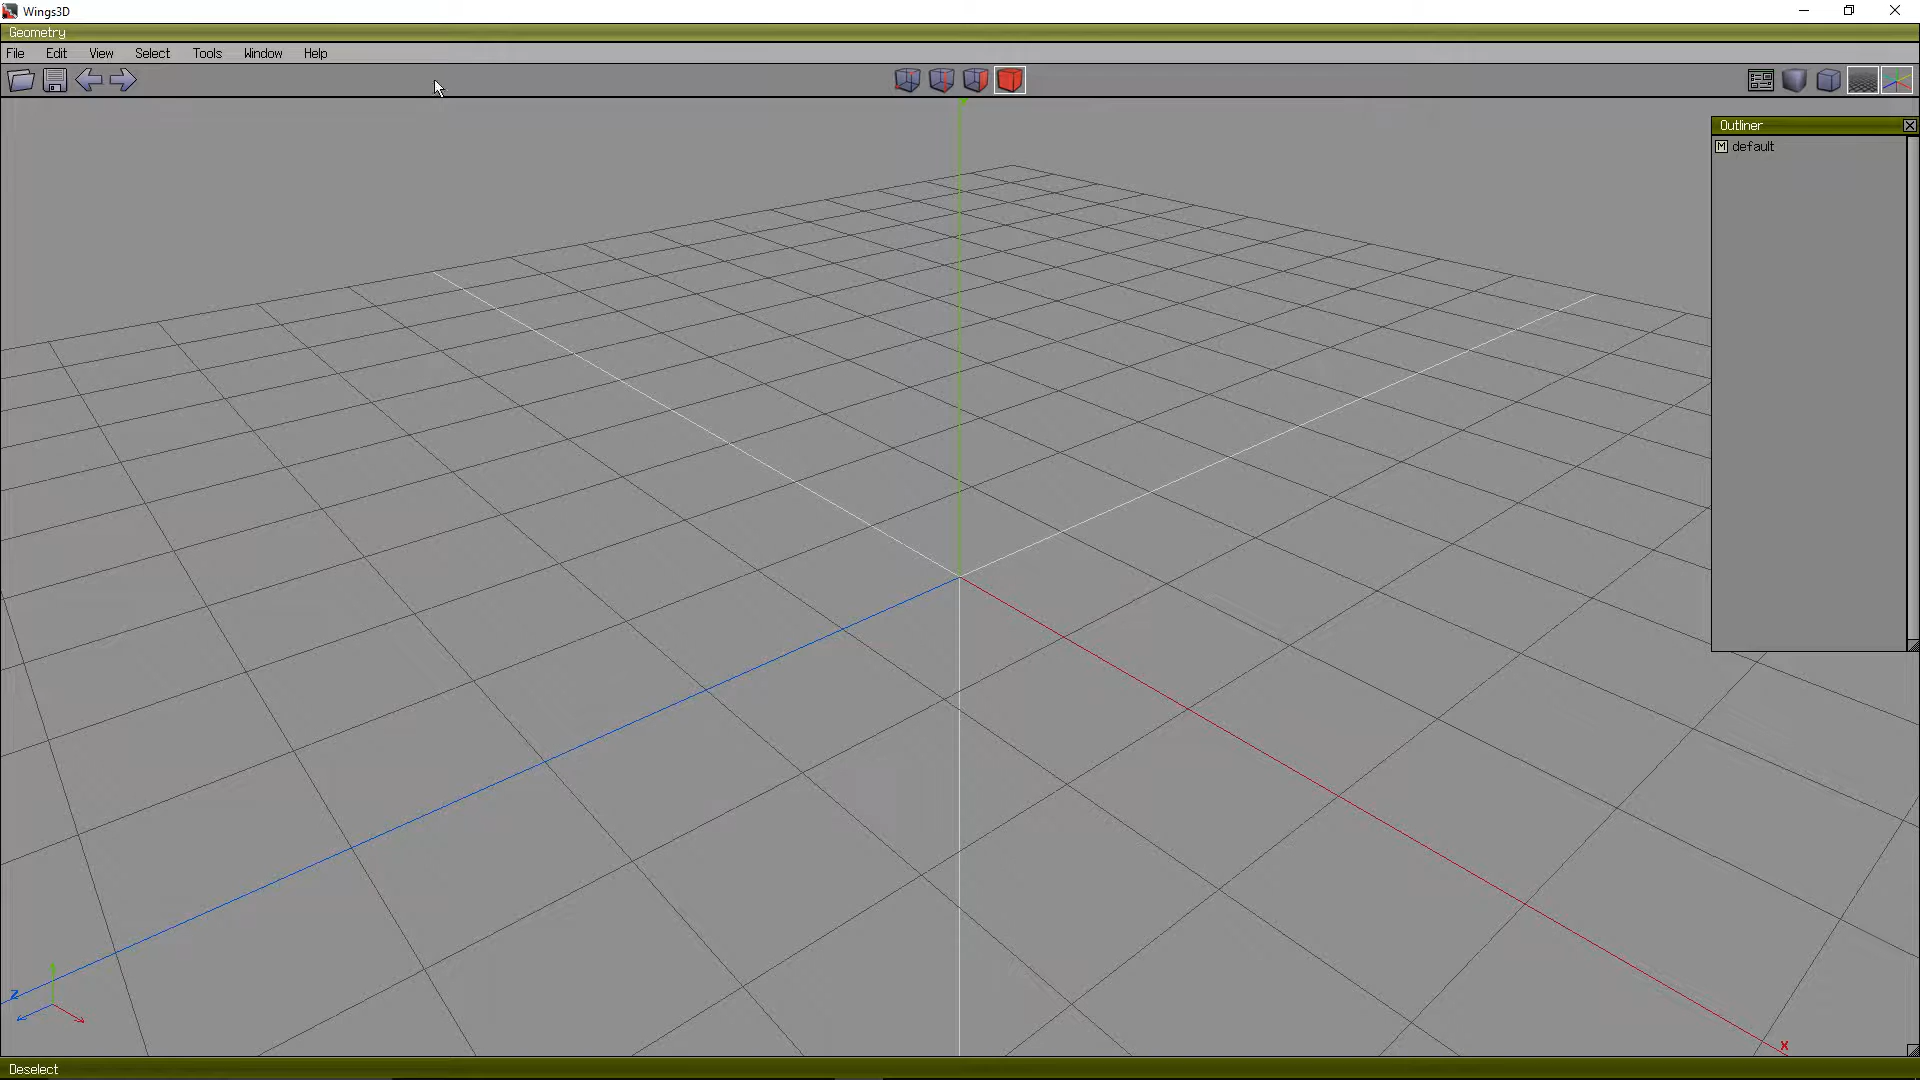 Wings3D
Geometry
File Edit View Select Tools Window Help
Outliner
M default
Z
X
Deselect